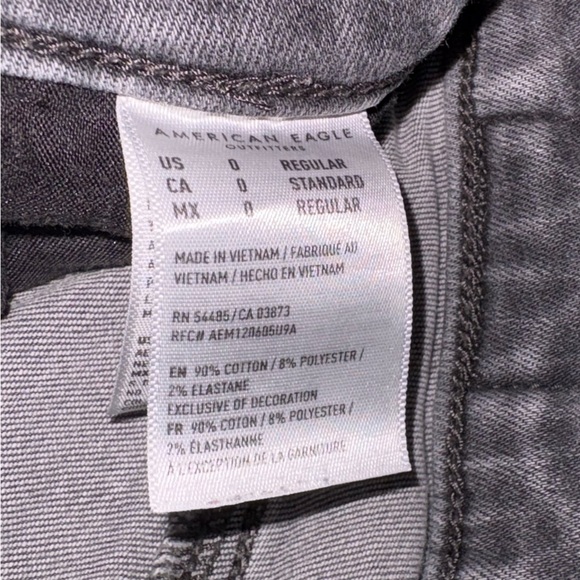 AMERICAN EAGLE
OUTFITTERS
US 0 REGULAR
CA 0 STANDARD
MX 0 REGULAR
MADE IN VIETNAM / FABRIQUÉ AU
VIETNAM / HECHO EN VIETNAM
RN 54485/CA 03873
RFC# AEM120605U9A
EN 90% COTTON / 8% POLYESTER /
2% ELASTANE
EXCLUSIVE OF DECORATION
FR 90% COTTON / 8% POLYESTER /
2% ÉLASTHANNE
À L'EXCEPTION DE LA GARNITURE